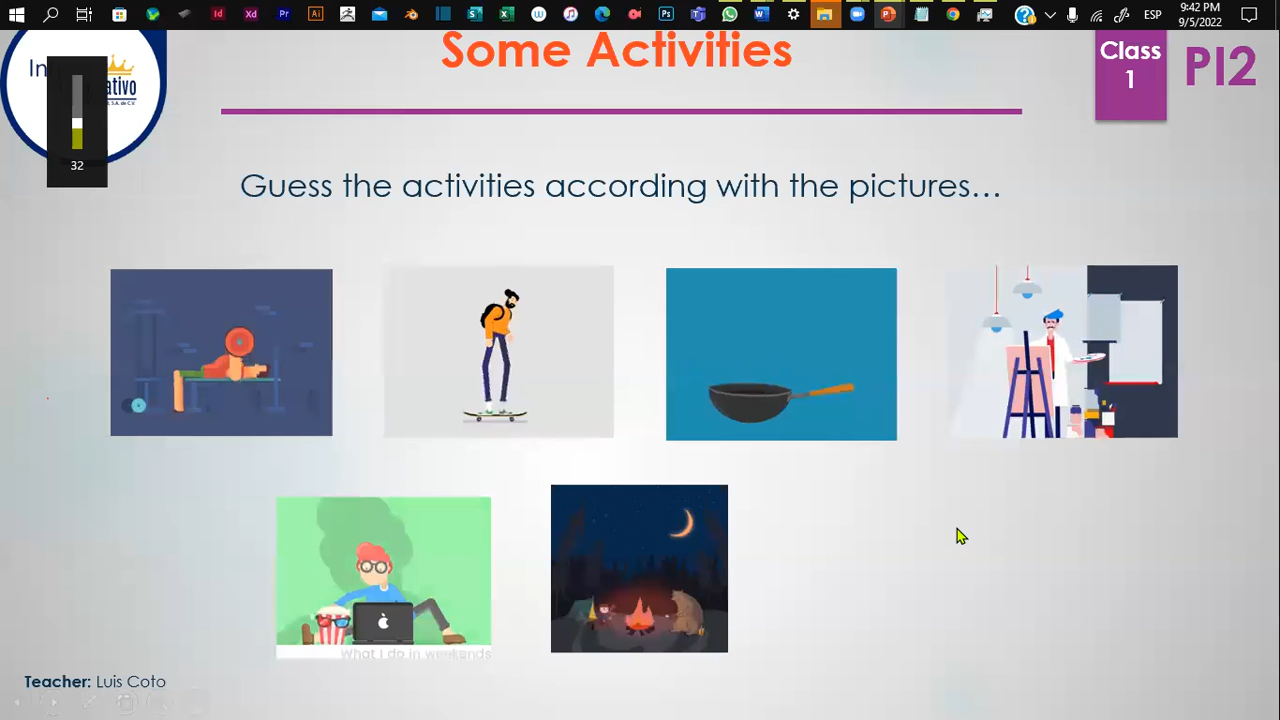 9:42 PM
ESP
9/5/2022
Some Activities
Class
1
PI2
32
Guess the activities according with the pictures...
What I do in weekends
Teacher: Luis Coto